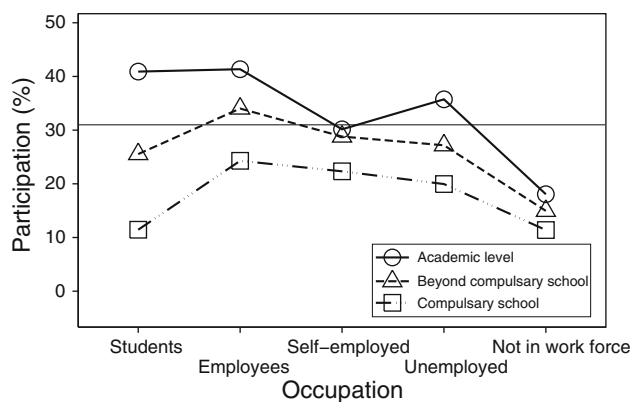 Participation (%)
50
40
30
20
10
0
Academic level
Beyond compulsary school
Compulsary school
Students
Employees
Self–employed
Unemployed
Not in work force
Occupation